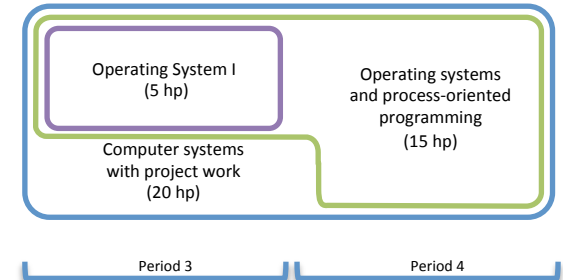 Operating System I
(5 hp)
Operating systems
and process-oriented
programming
(15 hp)
Computer systems
with project work
(20 hp)
Period 3
Period 4